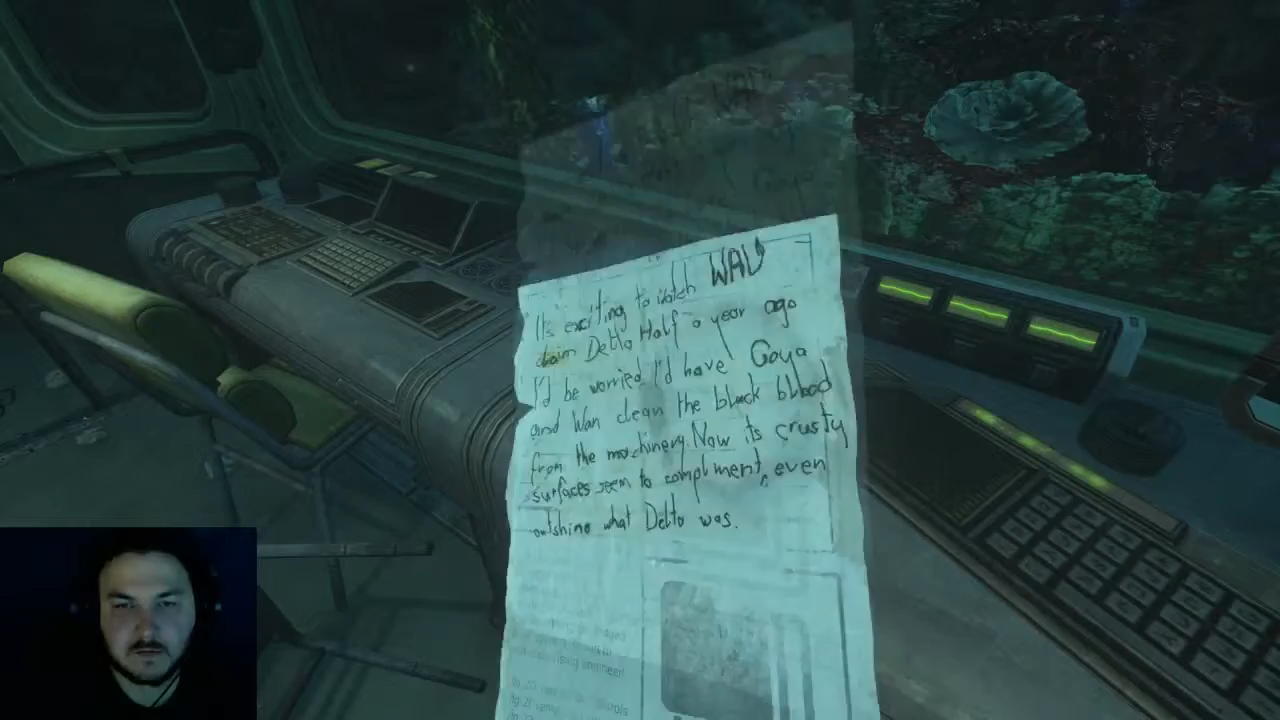 It's exciting to watch WAU
claim Delta Half a year ago
I'd be worried I'd have Goya
and Wan clean the black blood
from the machinery. Now its crusty
surfaces seem to compliment, even
outshine what Delta was.